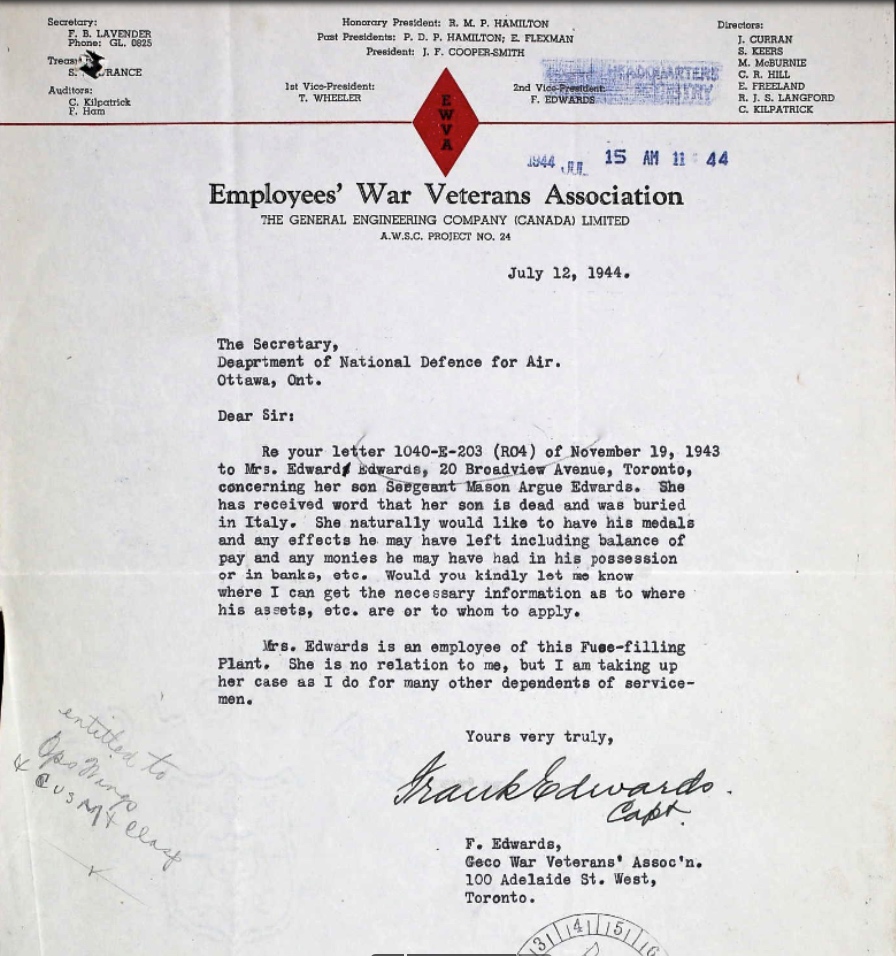 Secretary:
F. B. LAVENDER
Phone: GL. 0825
Treas
S. RANCE
Auditors:
C. Kilpatrick
F. Ham
Honorary President: R. M. P. HAMILTON
Past Presidents: P. D. P. HAMILTON; E. FLEXMAN
President: J. F. COOPER-SMITH
1st Vice-President:
T. WHEELER
2nd Vice-President:
F. EDWARDS
HEADQUARTERS
Directors:
J. CURRAN
S. KEERS
M. McBURNIE
C. R. HILL
E. FREELAND
R. J. S. LANGFORD
C. KILPATRICK
EWVA
1944 JUL 15 AM 11 44
Employees' War Veterans Association
THE GENERAL ENGINEERING COMPANY (CANADA) LIMITED
A.W.S.C. PROJECT NO. 24
July 12, 1944.
The Secretary,
Deaprtment of National Defence for Air.
Ottawa, Ont.
Dear Sir:
Re your letter 1040-E-203 (RO4) of November 19, 1943
to Mrs. Edward Edwards, 20 Broadview Avenue, Toronto,
concerning her son Sergeant Mason Argue Edwards. She
has received word that her son is dead and was buried
in Italy. She naturally would like to have his medals
and any effects he may have left including balance of
pay and any monies he may have had in his possession
or in banks, etc. Would you kindly let me know
where I can get the necessary information as to where
his assets, etc. are or to whom to apply.
Mrs. Edwards is an employee of this Fuse-filling
Plant. She is no relation to me, but I am taking up
her case as I do for many other dependents of service-
men.
Yours very truly,
Frank Edwards.
Capt.
F. Edwards,
Geco War Veterans' Assoc'n.
100 Adelaide St. West,
Toronto.
entitled to
Ops Wings
& CVSM & Clasp
3 4 5 6